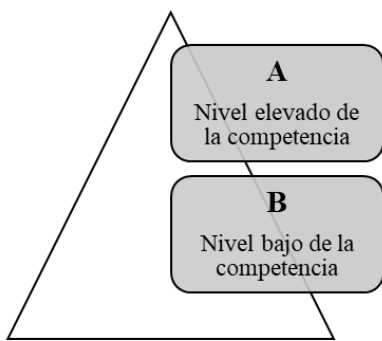 A
Nivel elevado de
la competencia
B
Nivel bajo de la
competencia